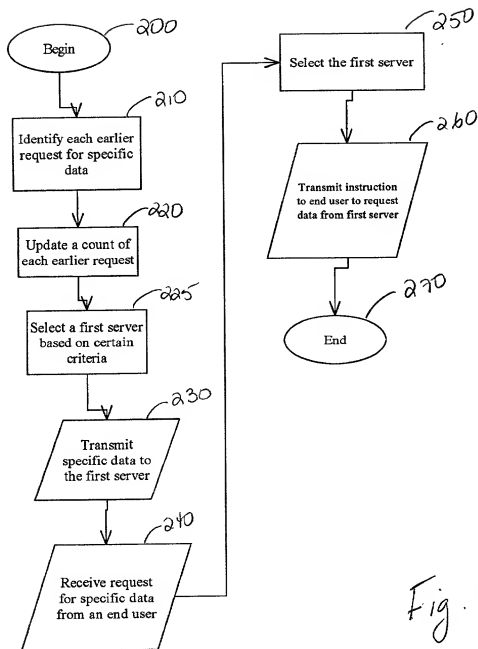 200
Begin
210
Identify each earlier
request for specific
data
220
Update a count of
each earlier request
225
Select a first server
based on certain
criteria
230
Transmit
specific data to
the first server
240
Receive request
for specific data
from an end user
250
Select the first server
260
Transmit instruction
to end user to request
data from first server
270
End
Fig.